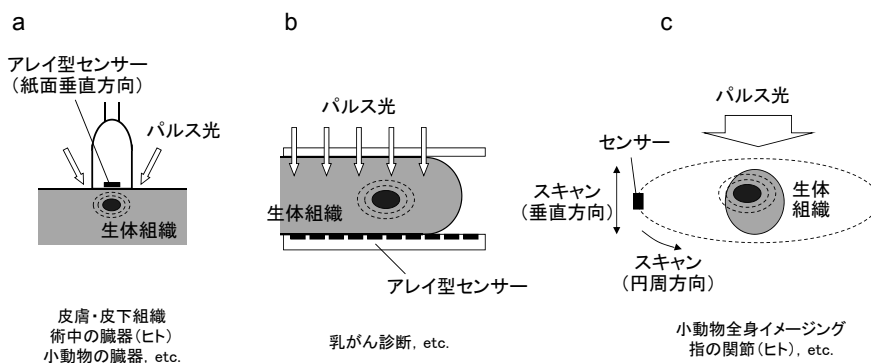 a
アレイ型センサー
（紙面垂直方向）
パルス光
生体組織
皮膚・皮下組織
術中の臓器（ヒト）
小動物の臓器, etc.
b
パルス光
生体組織
アレイ型センサー
乳がん診断, etc.
c
パルス光
センサー
スキャン
（垂直方向）
生体
組織
スキャン
（円周方向）
小動物全身イメージング
指の関節（ヒト）, etc.